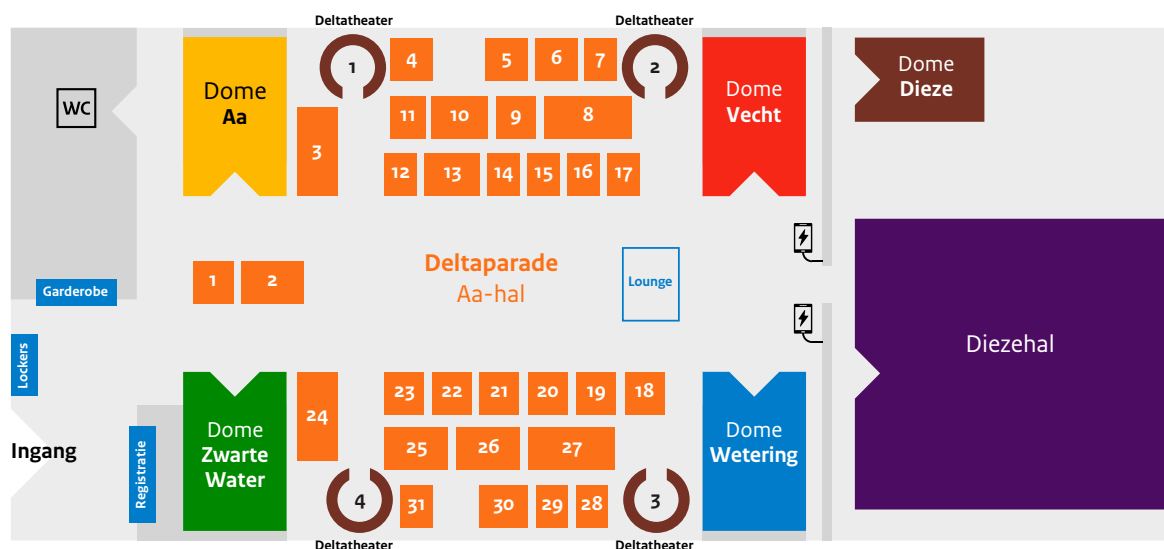 Deltatheater
Deltatheater
1
4
5
6
7
2
WC
Dome
Aa
Dome
Vecht
Dome
Dieze
11
10
9
8
3
12
13
14
15
16
17
1
2
Deltaparade
Aa-hal
Lounge
Garderobe
Lockers
Diezehal
23
22
21
20
19
18
24
Ingang
Registratie
Dome
Zwarte
Water
25
26
27
Dome
Wetering
4
31
30
29
28
3
Deltatheater
Deltatheater